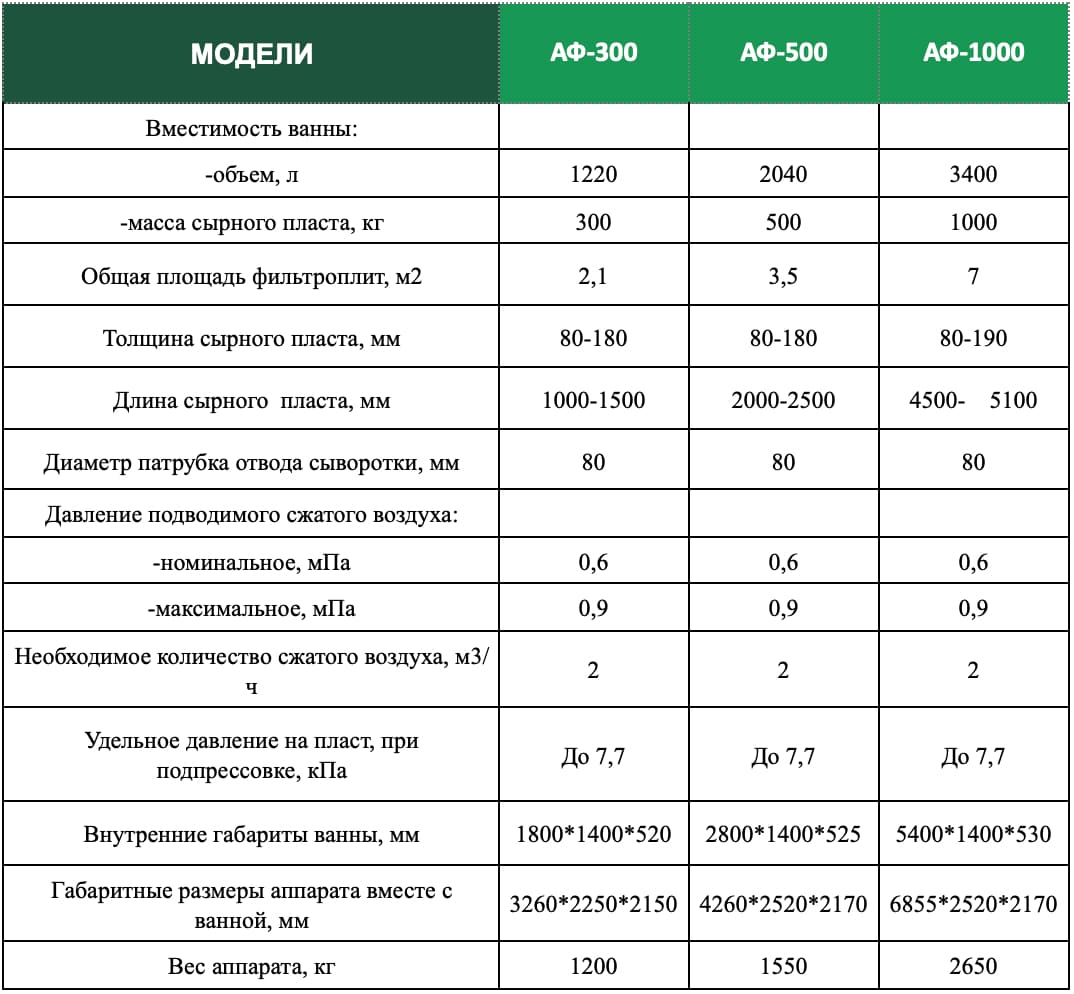 МОДЕЛИ АФ-300 АФ-500 АФ-1000
Вместимость ванны:
-объем, л 1220 2040 3400
-масса сырного пласта, кг 300 500 1000
Общая площадь фильтроплит, м2 2,1 3,5 7
Толщина сырного пласта, мм 80-180 80-180 80-190
Длина сырного пласта, мм 1000-1500 2000-2500 4500- 5100
Диаметр патрубка отвода сыворотки, мм 80 80 80
Давление подводимого сжатого воздуха:
-номинальное, мПа 0,6 0,6 0,6
-максимальное, мПа 0,9 0,9 0,9
Необходимое количество сжатого воздуха, м3/
ч 2 2 2
Удельное давление на пласт, при
подпрессовке, кПа До 7,7 До 7,7 До 7,7
Внутренние габариты ванны, мм 1800*1400*520 2800*1400*525 5400*1400*530
Габаритные размеры аппарата вместе с
ванной, мм 3260*2250*2150 4260*2520*2170 6855*2520*2170
Вес аппарата, кг 1200 1550 2650